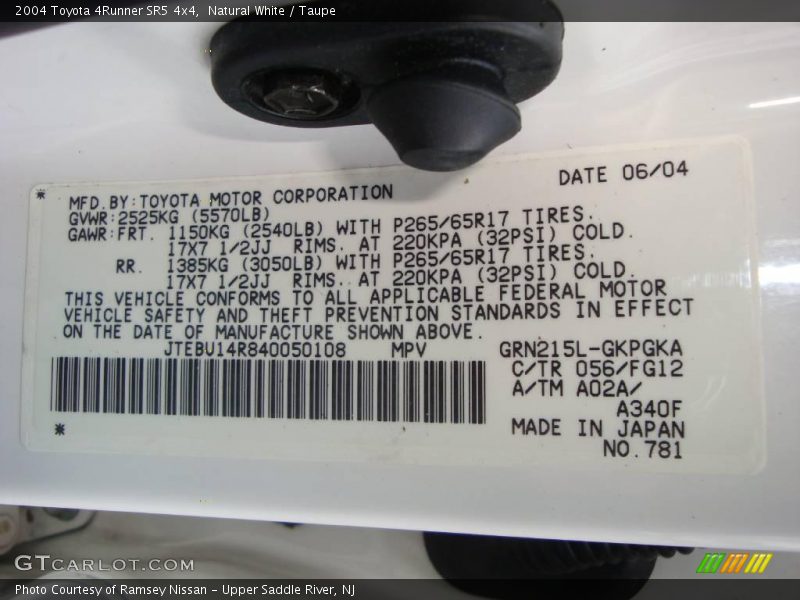 2004 Toyota 4Runner SR5 4x4, Natural White / Taupe
DATE 06/04
MFD.BY:TOYOTA MOTOR CORPORATION
GVWR:2525KG (5570LB)
GAWR:FRT. 1150KG (2540LB) WITH P265/65R17 TIRES.
17X7 1/2JJ RIMS. AT 220KPA (32PSI) COLD.
RR. 1385KG (3050LB) WITH P265/65R17 TIRES.
17X7 1/2JJ RIMS. AT 220KPA (32PSI) COLD.
THIS VEHICLE CONFORMS TO ALL APPLICABLE FEDERAL MOTOR
VEHICLE SAFETY AND THEFT PREVENTION STANDARDS IN EFFECT
ON THE DATE OF MANUFACTURE SHOWN ABOVE.
JTEBU14R840050108 MPV GRN215L-GKPGKA
C/TR 056/FG12
A/TM A02A/
A340F
MADE IN JAPAN
NO.781
GTCARLOT.COM
Photo Courtesy of Ramsey Nissan - Upper Saddle River, NJ